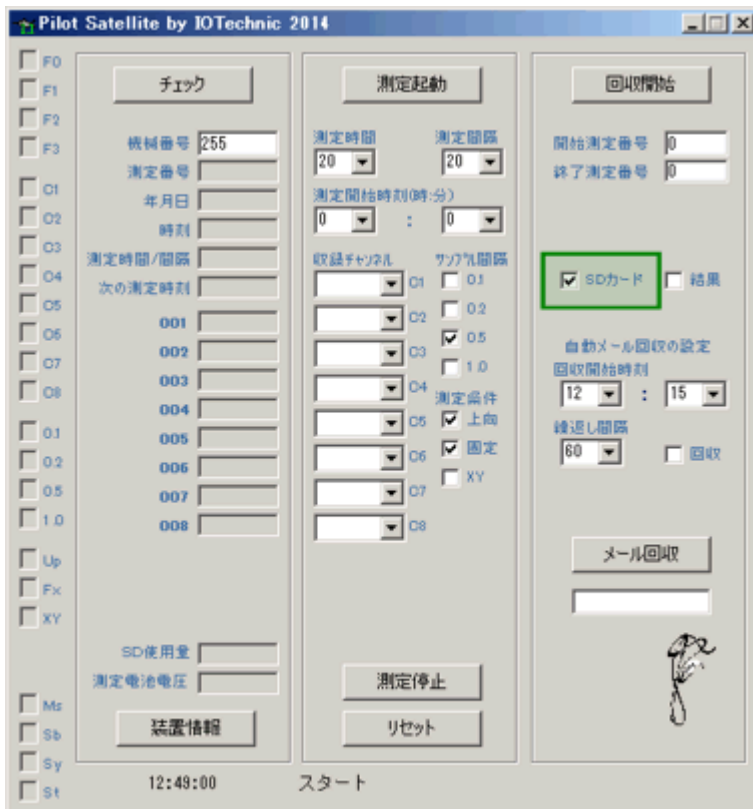 Pilot Satellite by IOTechnic 2014
F0
F1
F2
F3
C1
C2
C3
C4
C5
C6
C7
C8
0.1
0.2
0.5
1.0
Up
Fx
XY
Ms
Sb
Sy
St
チェック
機械番号 255
測定番号
年月日
時刻
測定時間/間隔
次の測定時刻
001
002
003
004
005
006
007
008
SD使用量
測定電池電圧
装置情報
12:49:00
測定起動
測定時間 測定間隔
20 20
測定開始時刻(時:分)
0 : 0
収録チャンネル サンプル間隔
C1 0.1
C2 0.2
C3 0.5
C4 1.0
測定条件
C5 上向
C6 固定
C7 XY
C8
測定停止
リセット
スタート
回収開始
開始測定番号 0
終了測定番号 0
SDカード 結果
自動メール回収の設定
回収開始時刻
12 : 15
繰返し間隔
60 回収
メール回収